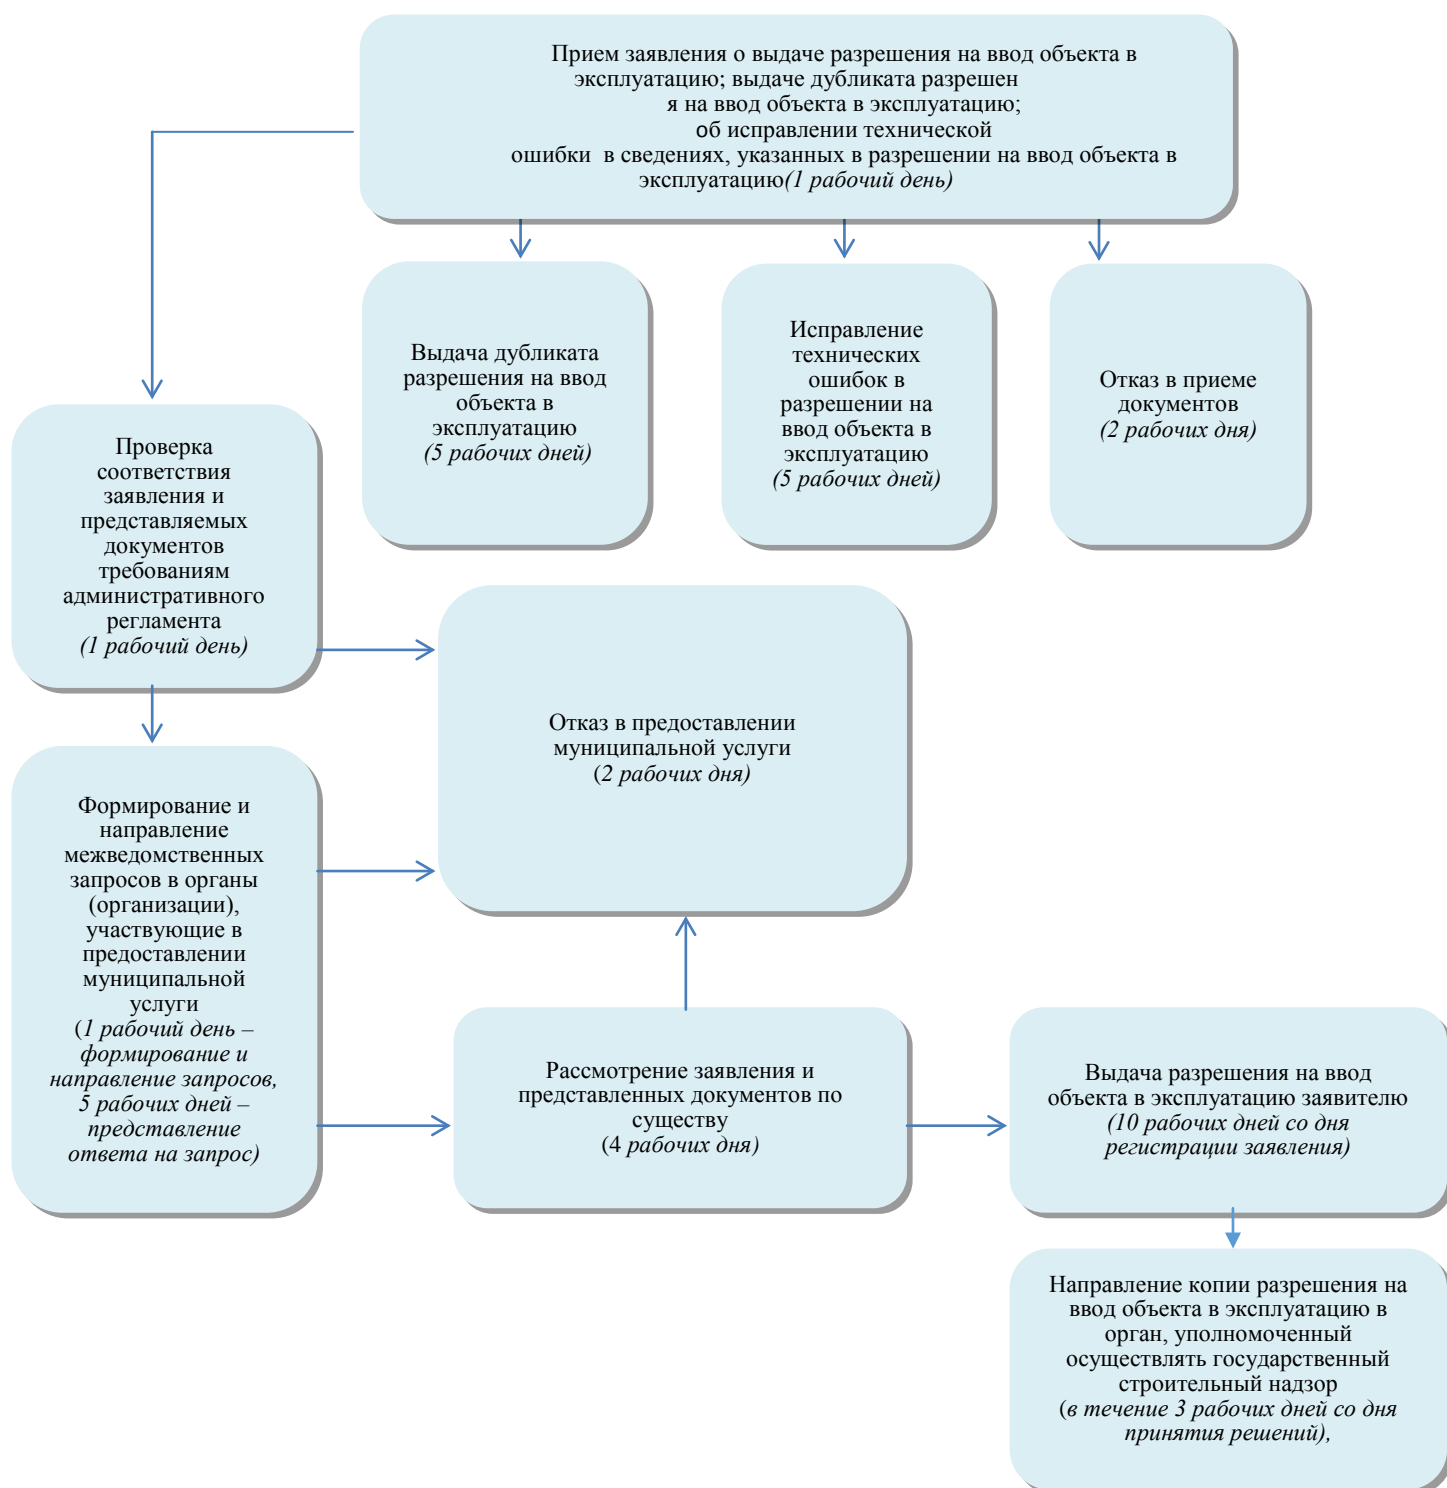 Прием заявления о выдаче разрешения на ввод объекта в
эксплуатацию; выдаче дубликата разрешен
я на ввод объекта в эксплуатацию;
об исправлении технической
ошибки в сведениях, указанных в разрешении на ввод объекта в
эксплуатацию(1 рабочий день)
Выдача дубликата
разрешения на ввод
объекта в
эксплуатацию
(5 рабочих дней)
Исправление
технических
ошибок в
разрешении на
ввод объекта в
эксплуатацию
(5 рабочих дней)
Отказ в приеме
документов
(2 рабочих дня)
Проверка
соответствия
заявления и
представляемых
документов
требованиям
административного
регламента
(1 рабочий день)
Отказ в предоставлении
муниципальной услуги
(2 рабочих дня)
Формирование и
направление
межведомственных
запросов в органы
(организации),
участвующие в
предоставлении
муниципальной
услуги
(1 рабочий день –
формирование и
направление запросов,
5 рабочих дней –
представление
ответа на запрос)
Рассмотрение заявления и
представленных документов по
существу
(4 рабочих дня)
Выдача разрешения на ввод
объекта в эксплуатацию заявителю
(10 рабочих дней со дня
регистрации заявления)
Направление копии разрешения на
ввод объекта в эксплуатацию в
орган, уполномоченный
осуществлять государственный
строительный надзор
(в течение 3 рабочих дней со дня
принятия решений),